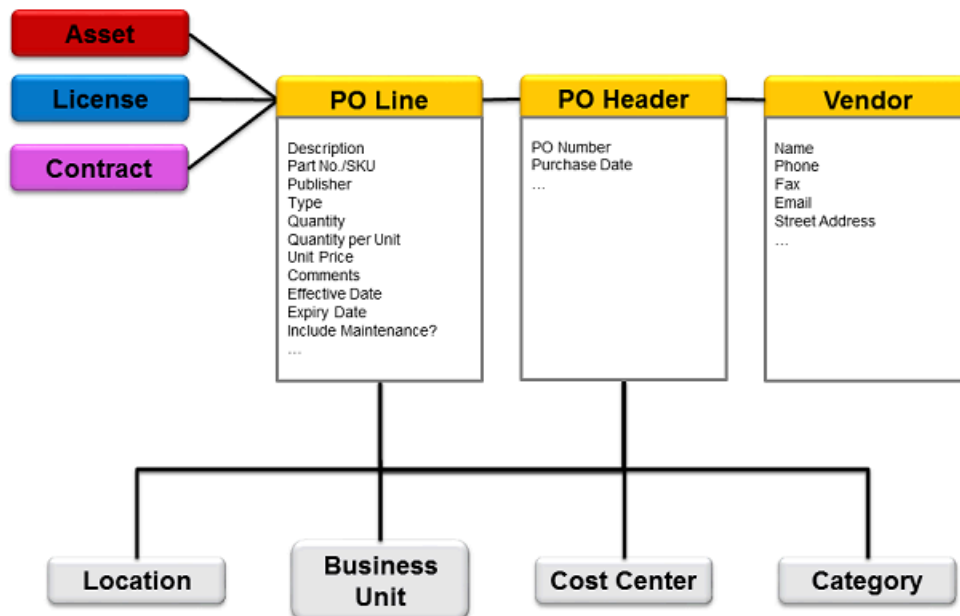 Asset
License
Contract
PO Line
Description
Part No./SKU
Publisher
Type
Quantity
Quantity per Unit
Unit Price
Comments
Effective Date
Expiry Date
Include Maintenance?
...
PO Header
PO Number
Purchase Date
...
Vendor
Name
Phone
Fax
Email
Street Address
...
Location
Business
Unit
Cost Center
Category